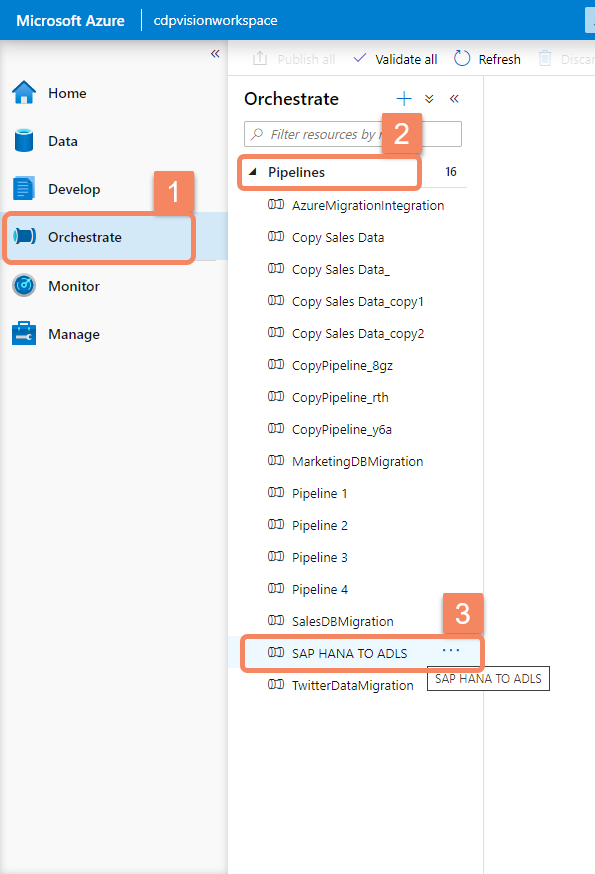 Microsoft Azure cdpvisionworkspace
«
Publish all Validate all Refresh Discar
Home
Data
Develop
1
Orchestrate
Monitor
Manage
Orchestrate
«
Filter resources by n
2
Pipelines 16
AzureMigrationIntegration
Copy Sales Data
Copy Sales Data_
Copy Sales Data_copy1
Copy Sales Data_copy2
CopyPipeline_8gz
CopyPipeline_rth
CopyPipeline_y6a
MarketingDBMigration
Pipeline 1
Pipeline 2
Pipeline 3
Pipeline 4
SalesDBMigration
3
SAP HANA TO ADLS ...
SAP HANA TO ADLS
TwitterDataMigration